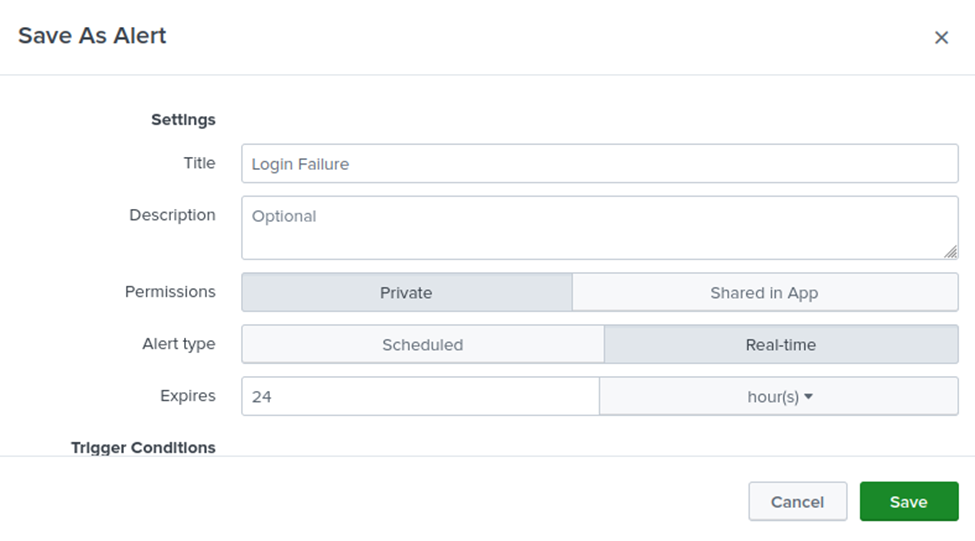 Save As Alert
Settings
Title Login Failure
Description Optional
Permissions Private Shared in App
Alert type Scheduled Real-time
Expires 24 hour(s)
Trigger Conditions
Cancel Save